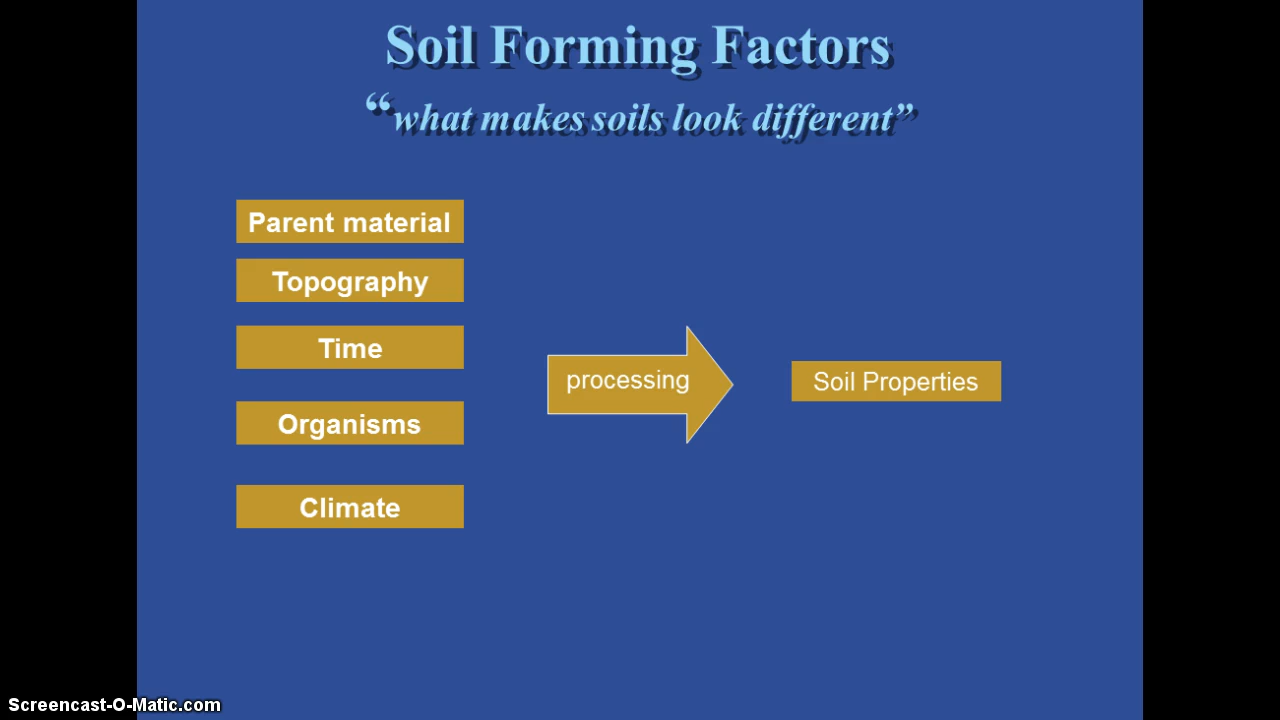 Soil Forming Factors
“what makes soils look different”
Parent material
Topography
Time
Organisms
Climate
processing
Soil Properties
Screencast-O-Matic.com